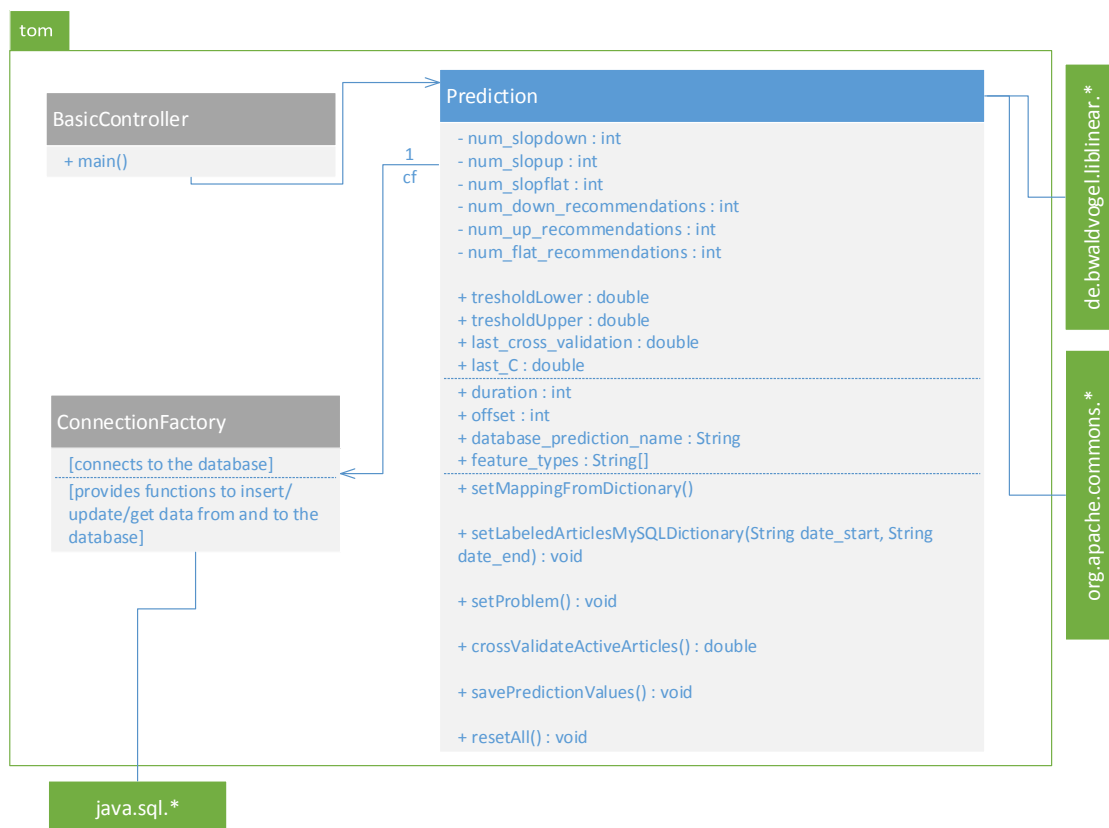 tom
BasicController
+ main()
Prediction
- num_slopdown : int
- num_slopup : int
- num_slopflat : int
- num_down_recommendations : int
- num_up_recommendations : int
- num_flat_recommendations : int
+ tresholdLower : double
+ tresholdUpper : double
+ last_cross_validation : double
+ last_C : double
+ duration : int
+ offset : int
+ database_prediction_name : String
+ feature_types : String[]
+ setMappingFromDictionary()
+ setLabeledArticlesMySQLDictionary(String date_start, String
date_end) : void
+ setProblem() : void
+ crossValidateActiveArticles() : double
+ savePredictionValues() : void
+ resetAll() : void
1
cf
ConnectionFactory
[connects to the database]
[provides functions to insert/
update/get data from and to the
database]
java.sql.*
de.bwaldvogel.liblinear.*
org.apache.commons.*